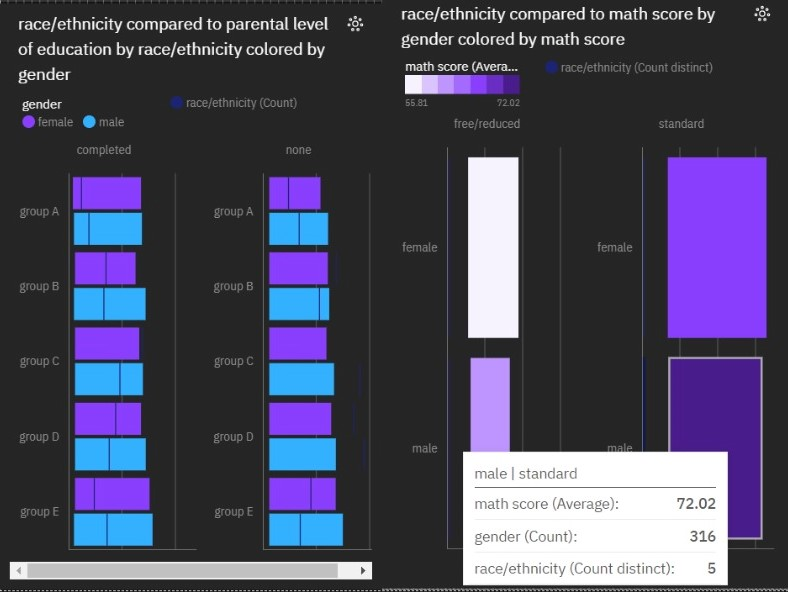 race/ethnicity compared to parental level
of education by race/ethnicity colored by
gender
gender
female male
race/ethnicity (Count)
completed
none
group A
group B
group C
group D
group E
group A
group B
group C
group D
group E
race/ethnicity compared to math score by
gender colored by math score
math score (Avera...
55.81 72.02
race/ethnicity (Count distinct)
free/reduced
standard
female
male
female
male
male | standard
math score (Average): 72.02
gender (Count): 316
race/ethnicity (Count distinct): 5